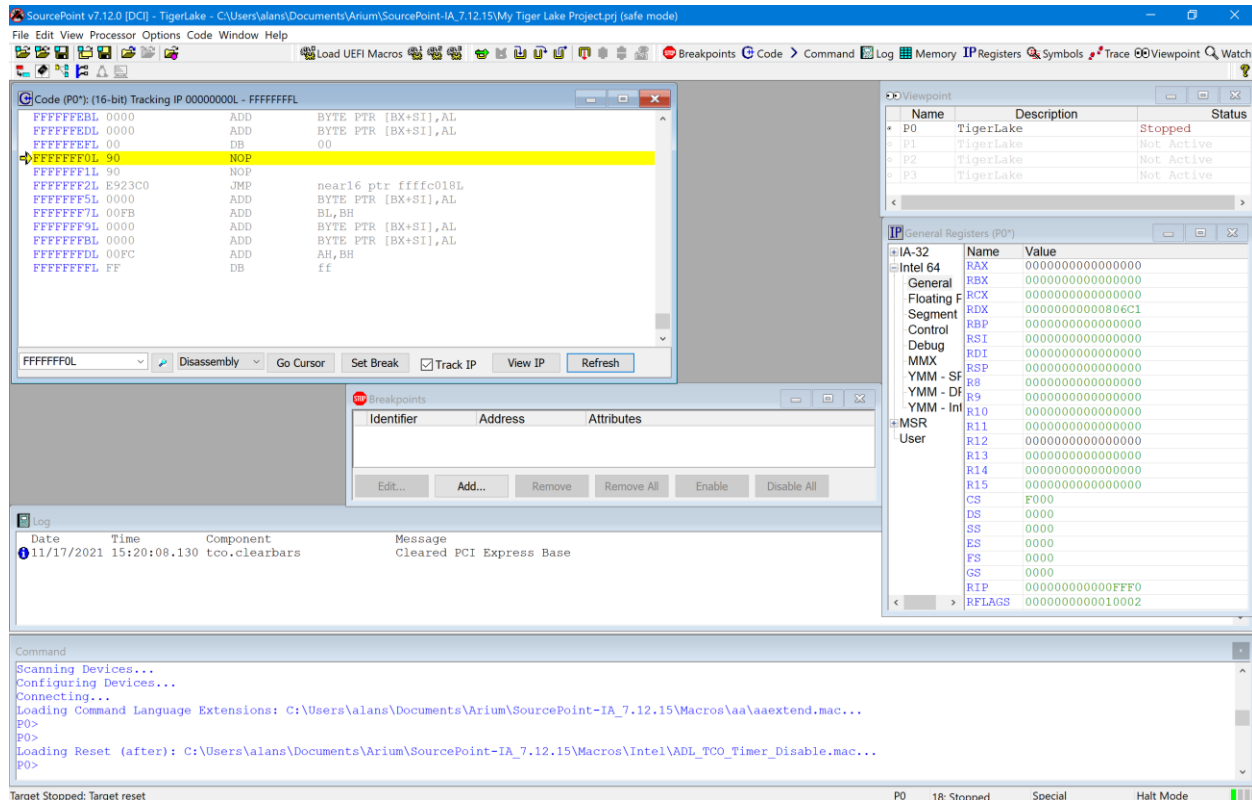 SourcePoint v7.12.0 [DCI] - TigerLake - C:\Users\alans\Documents\Arium\SourcePoint-IA_7.12.15\My Tiger Lake Project.prj (safe mode)
File Edit View Processor Options Code Window Help
Load UEFI Macros Breakpoints Code Command Log Memory IP Registers Symbols Trace Viewpoint Watch
Code (P0*): (16-bit) Tracking IP 00000000L - FFFFFFFFL
FFFFFFEBL 0000 ADD BYTE PTR [BX+SI],AL
FFFFFFEDL 0000 ADD BYTE PTR [BX+SI],AL
FFFFFFEFL 00 DB 00
FFFFFFF0L 90 NOP
FFFFFFF1L 90 NOP
FFFFFFF2L E923C0 JMP near16 ptr ffffc018L
FFFFFFF5L 0000 ADD BYTE PTR [BX+SI],AL
FFFFFFF7L 00FB ADD BL,BH
FFFFFFF9L 0000 ADD BYTE PTR [BX+SI],AL
FFFFFFFBL 0000 ADD BYTE PTR [BX+SI],AL
FFFFFFFDL 00FC ADD AH,BH
FFFFFFFFL FF DB ff
FFFFFFF0L Disassembly Go Cursor Set Break Track IP View IP Refresh
Viewpoint
Name Description Status
P0 TigerLake Stopped
P1 TigerLake Not Active
P2 TigerLake Not Active
P3 TigerLake Not Active
IP General Registers (P0*)
IA-32
Intel 64
General
Floating F
Segment
Control
Debug
MMX
YMM - SF
YMM - DF
YMM - Int
MSR
User
Name Value
RAX 0000000000000000
RBX 0000000000000000
RCX 0000000000000000
RDX 00000000000806C1
RBP 0000000000000000
RSI 0000000000000000
RDI 0000000000000000
RSP 0000000000000000
R8 0000000000000000
R9 0000000000000000
R10 0000000000000000
R11 0000000000000000
R12 0000000000000000
R13 0000000000000000
R14 0000000000000000
R15 0000000000000000
CS F000
DS 0000
SS 0000
ES 0000
FS 0000
GS 0000
RIP 000000000000FFF0
RFLAGS 0000000000010002
STOP Breakpoints
Identifier Address Attributes
Edit... Add... Remove Remove All Enable Disable All
Log
Date Time Component Message
11/17/2021 15:20:08.130 tco.clearbars Cleared PCI Express Base
Command
Scanning Devices...
Configuring Devices...
Connecting...
Loading Command Language Extensions: C:\Users\alans\Documents\Arium\SourcePoint-IA_7.12.15\Macros\aa\aaextend.mac...
P0>
P0>
Loading Reset (after): C:\Users\alans\Documents\Arium\SourcePoint-IA_7.12.15\Macros\Intel\ADL_TCO_Timer_Disable.mac...
P0>
Target Stopped: Target reset P0 18: Stopped Special Halt Mode